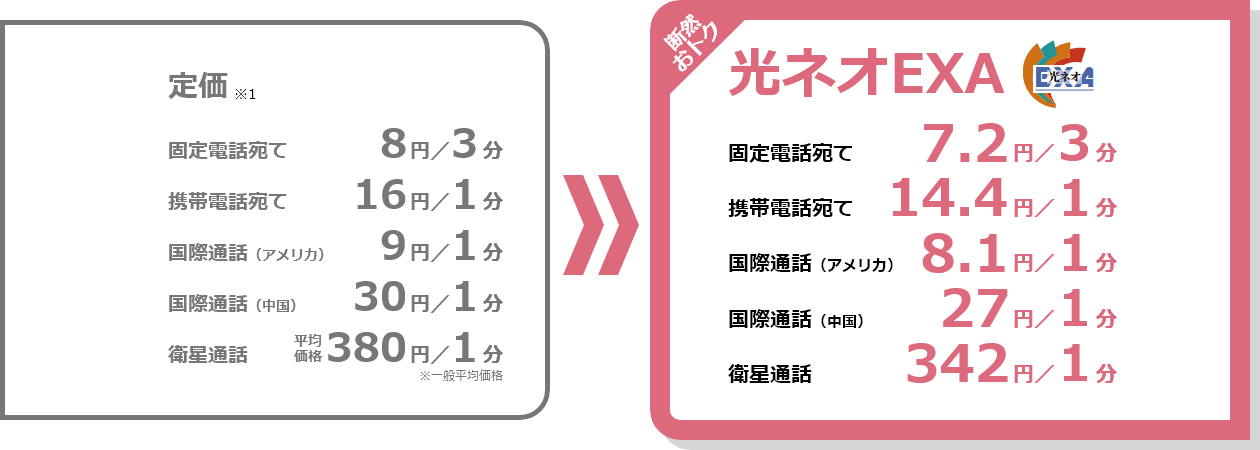 定価 ※1
固定電話宛て 8円／3分
携帯電話宛て 16円／1分
国際通話（アメリカ） 9円／1分
国際通話（中国） 30円／1分
衛星通話 平均価格 380円／1分
※一般平均価格
断然
おトク
光ネオEXA
EXA 光ネオ
固定電話宛て 7.2円／3分
携帯電話宛て 14.4円／1分
国際通話（アメリカ） 8.1円／1分
国際通話（中国） 27円／1分
衛星通話 342円／1分